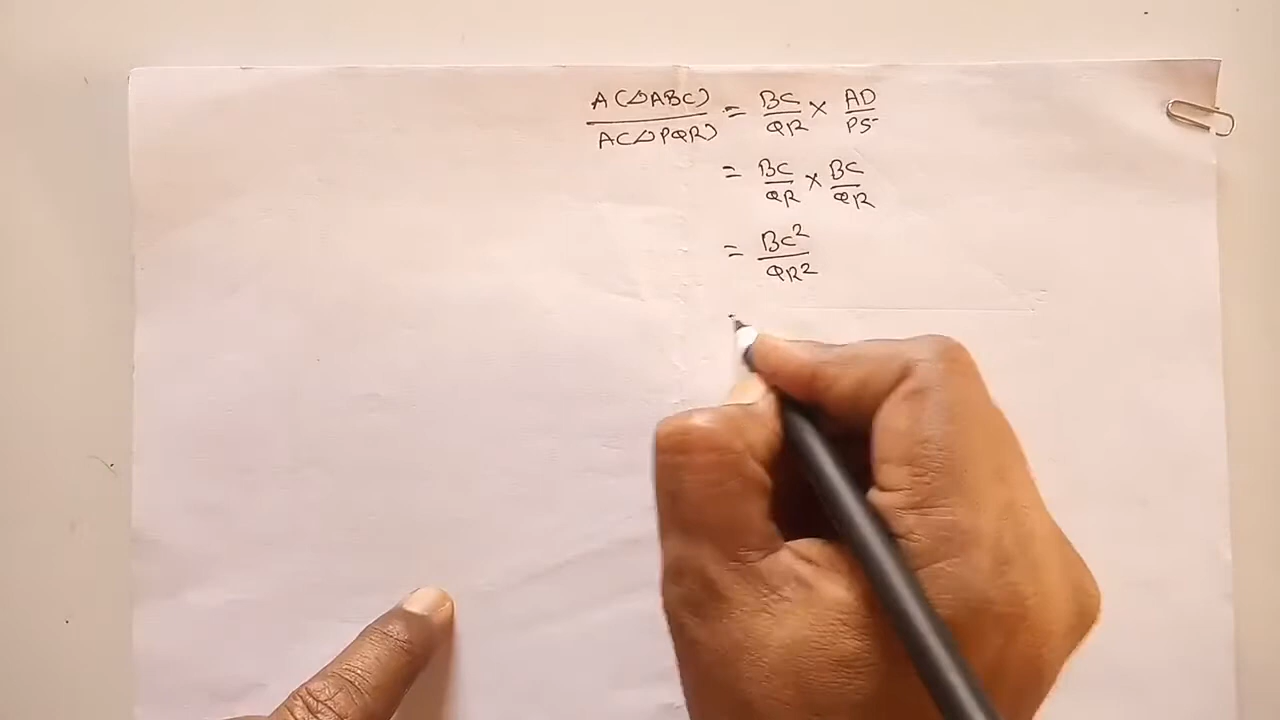 A(△ABC)/A(△PQR) = BC/QR × AD/PS
= BC/QR × BC/QR
= BC²/QR²